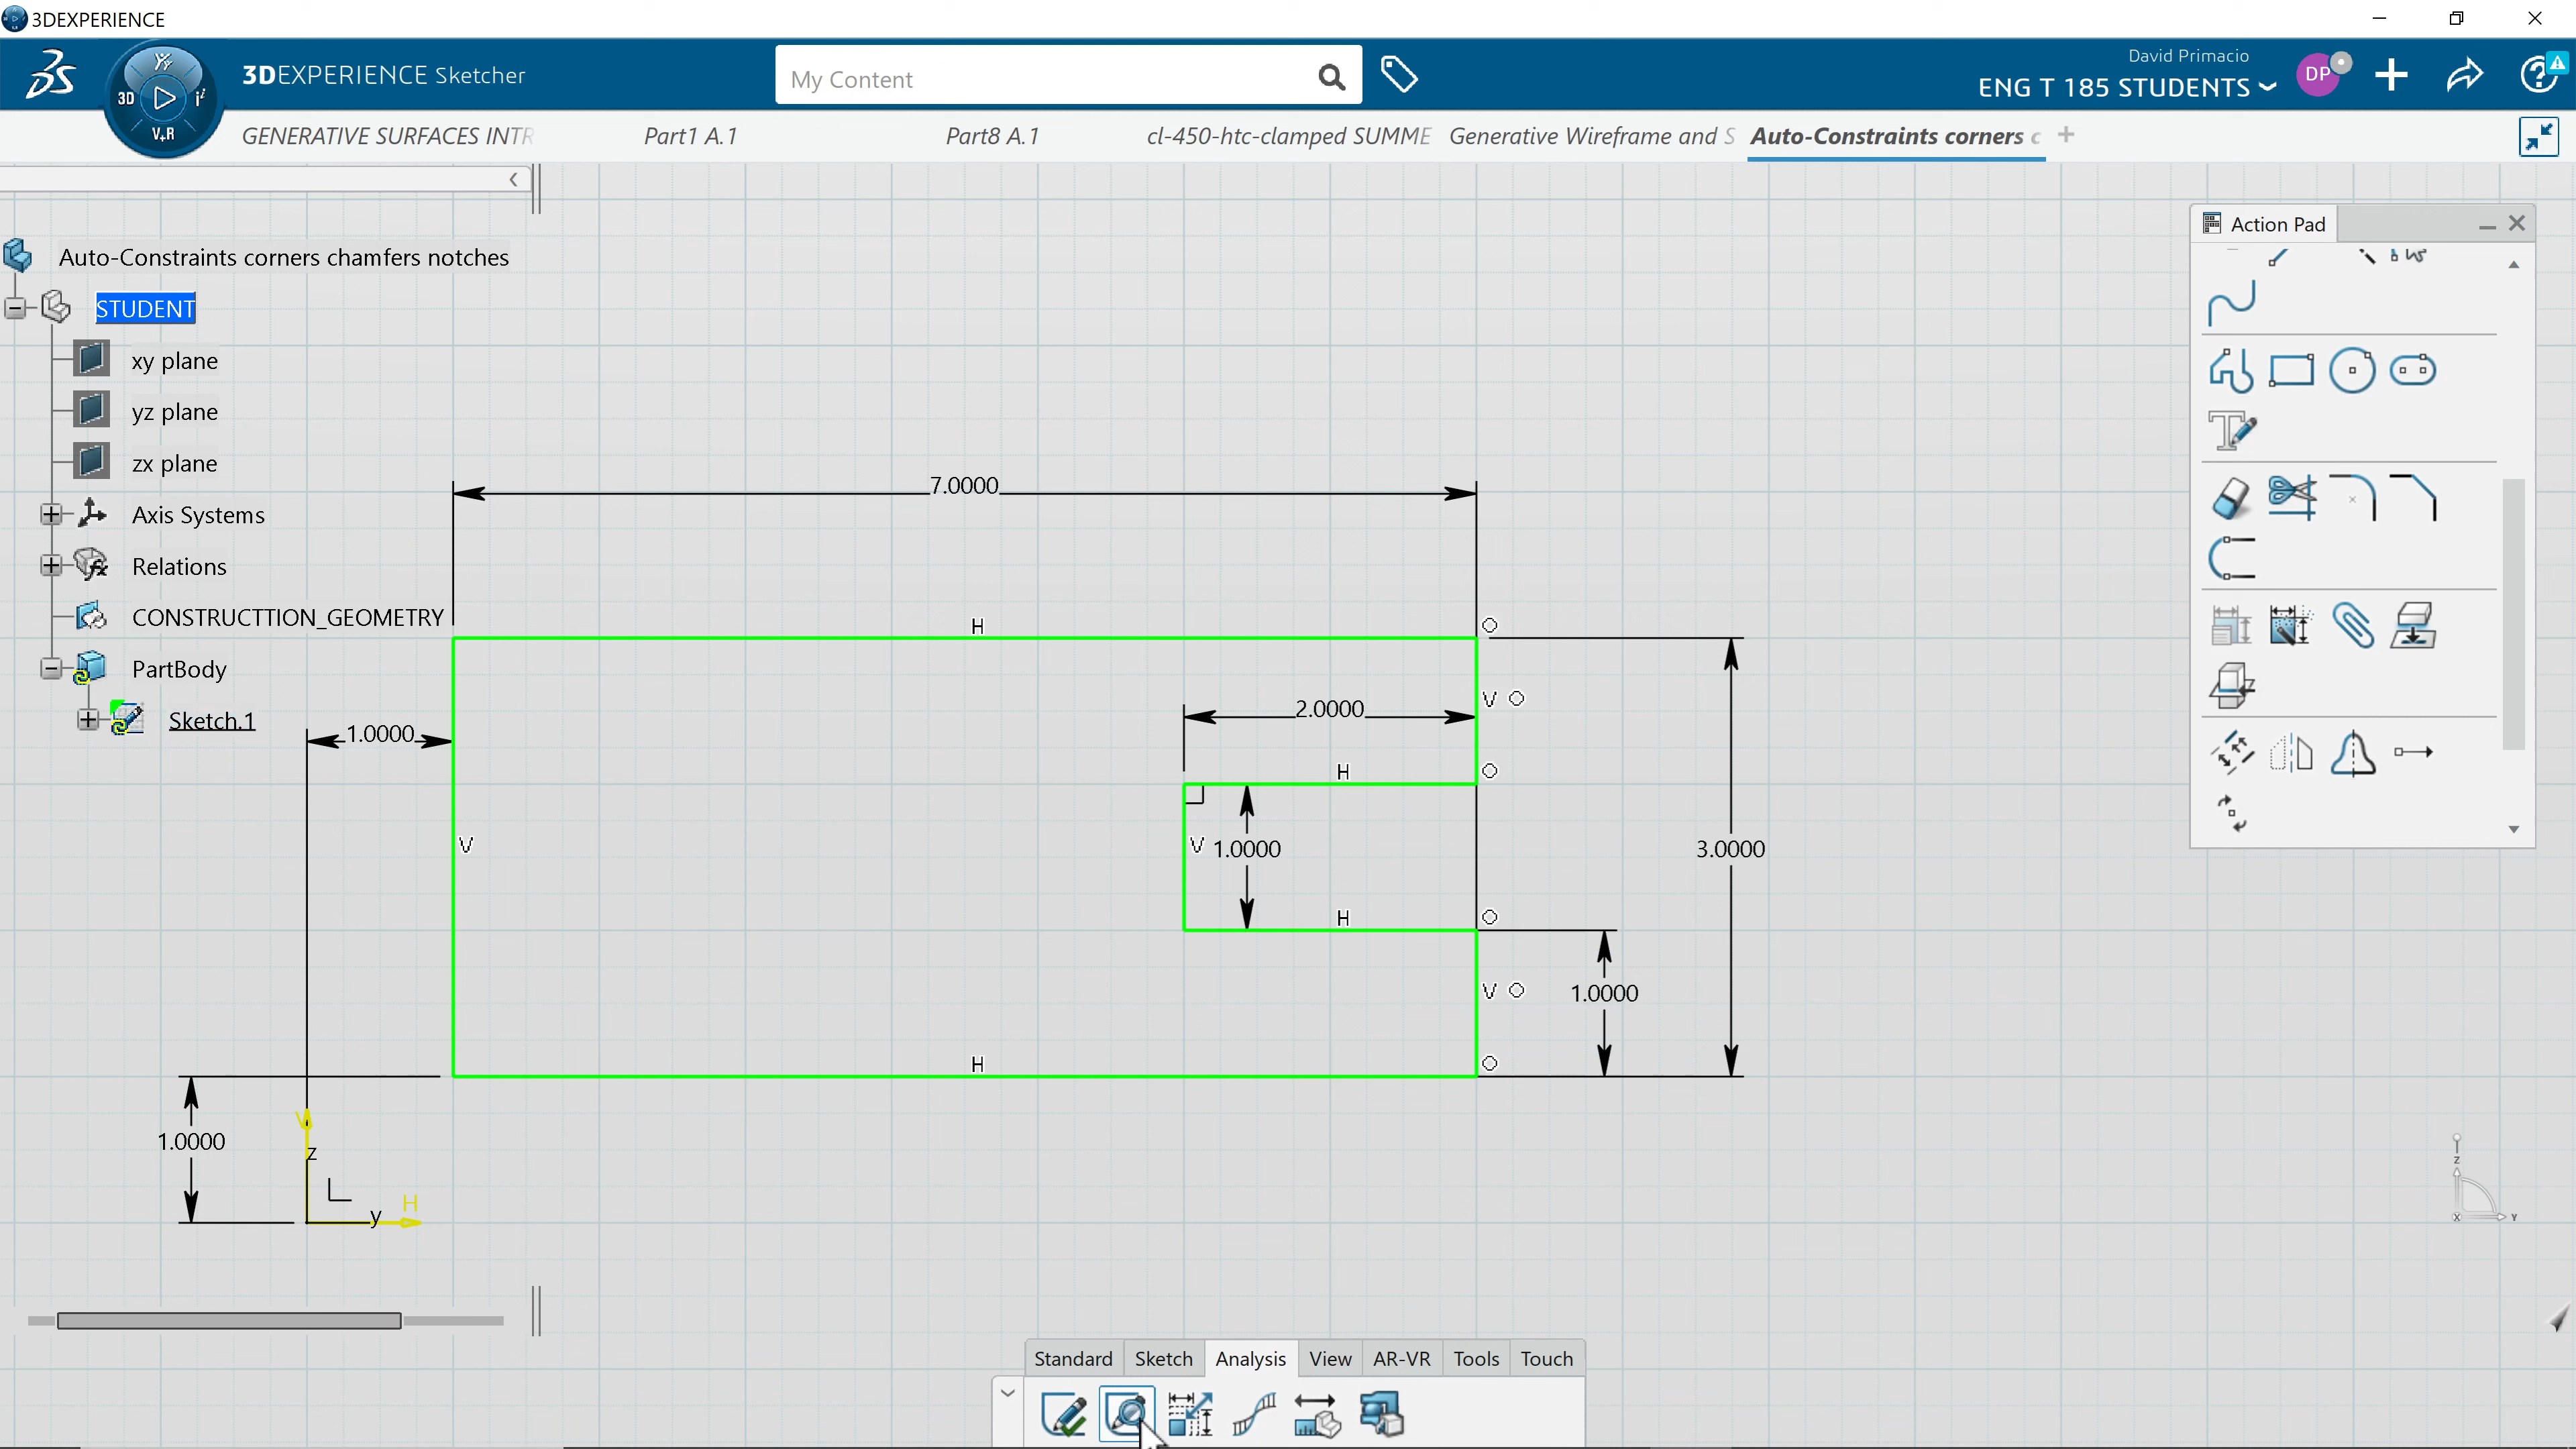 3DEXPERIENCE
3DEXPERIENCE Sketcher
My Content
David Primacio
ENG T 185 STUDENTS
DP
3D
i²
V+R
GENERATIVE SURFACES INTR
Part1 A.1
Part8 A.1
cl-450-htc-clamped SUMME
Generative Wireframe and S
Auto-Constraints corners c
Action Pad
Auto-Constraints corners chamfers notches
STUDENT
xy plane
yz plane
zx plane
Axis Systems
Relations
CONSTRUCTTION_GEOMETRY
PartBody
Sketch.1
7.0000
H
V
2.0000
1.0000
H
V
V 1.0000
3.0000
H
V
1.0000
H
1.0000
V
z
H
y
z
x
Y
Standard
Sketch
Analysis
View
AR-VR
Tools
Touch